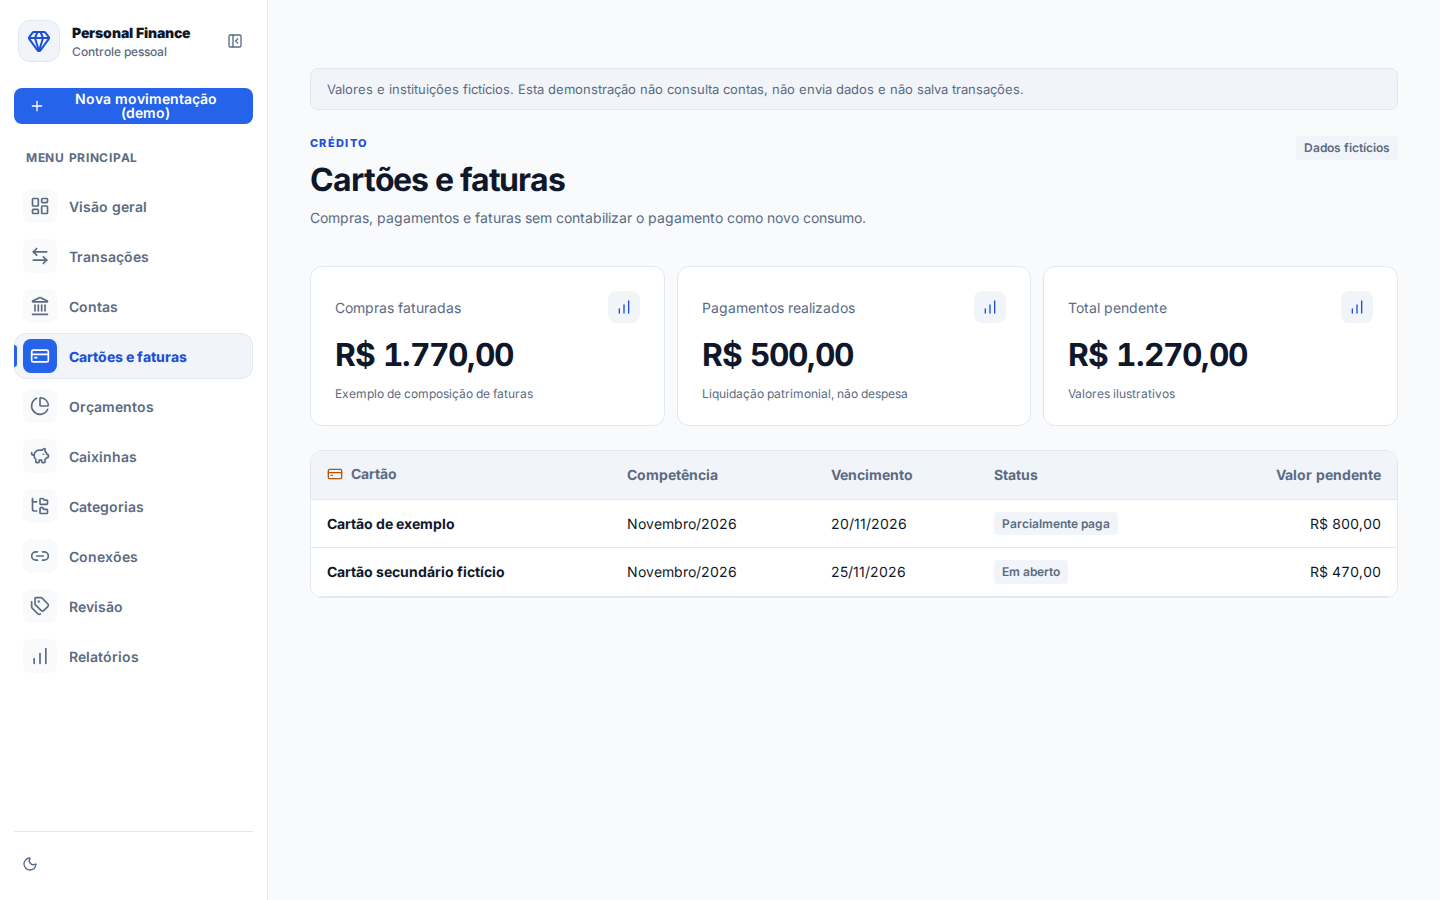 Personal Finance
Controle pessoal
Nova movimentação
(demo)
MENU PRINCIPAL
Visão geral
Transações
Contas
Cartões e faturas
Orçamentos
Caixinhas
Categorias
Conexões
Revisão
Relatórios
Valores e instituições fictícios. Esta demonstração não consulta contas, não envia dados e não salva transações.
CRÉDITO
Dados fictícios
Cartões e faturas
Compras, pagamentos e faturas sem contabilizar o pagamento como novo consumo.
Compras faturadas
R$ 1.770,00
Exemplo de composição de faturas
Pagamentos realizados
R$ 500,00
Liquidação patrimonial, não despesa
Total pendente
R$ 1.270,00
Valores ilustrativos
Cartão Competência Vencimento Status Valor pendente
Cartão de exemplo Novembro/2026 20/11/2026 Parcialmente paga R$ 800,00
Cartão secundário fictício Novembro/2026 25/11/2026 Em aberto R$ 470,00